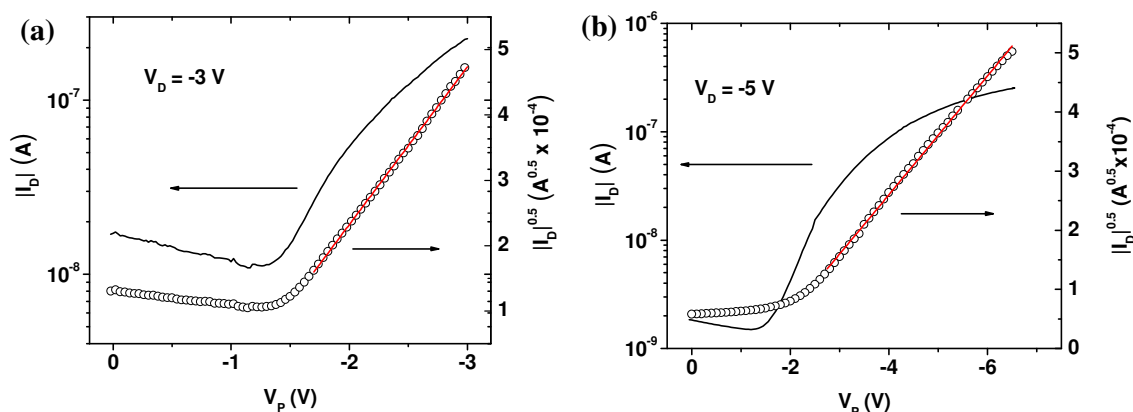 (a)
V_D = -3 V
10^-7
10^-8
|I_D| (A)
5
4
3
2
1
|I_D|^0.5 (A^0.5 x 10^-4)
0
-1
-2
-3
V_P (V)
(b)
V_D = -5 V
10^-6
10^-7
10^-8
10^-9
|I_D| (A)
5
4
3
2
1
0
|I_D|^0.5 (A^0.5x10^-4)
0
-2
-4
-6
V_P (V)